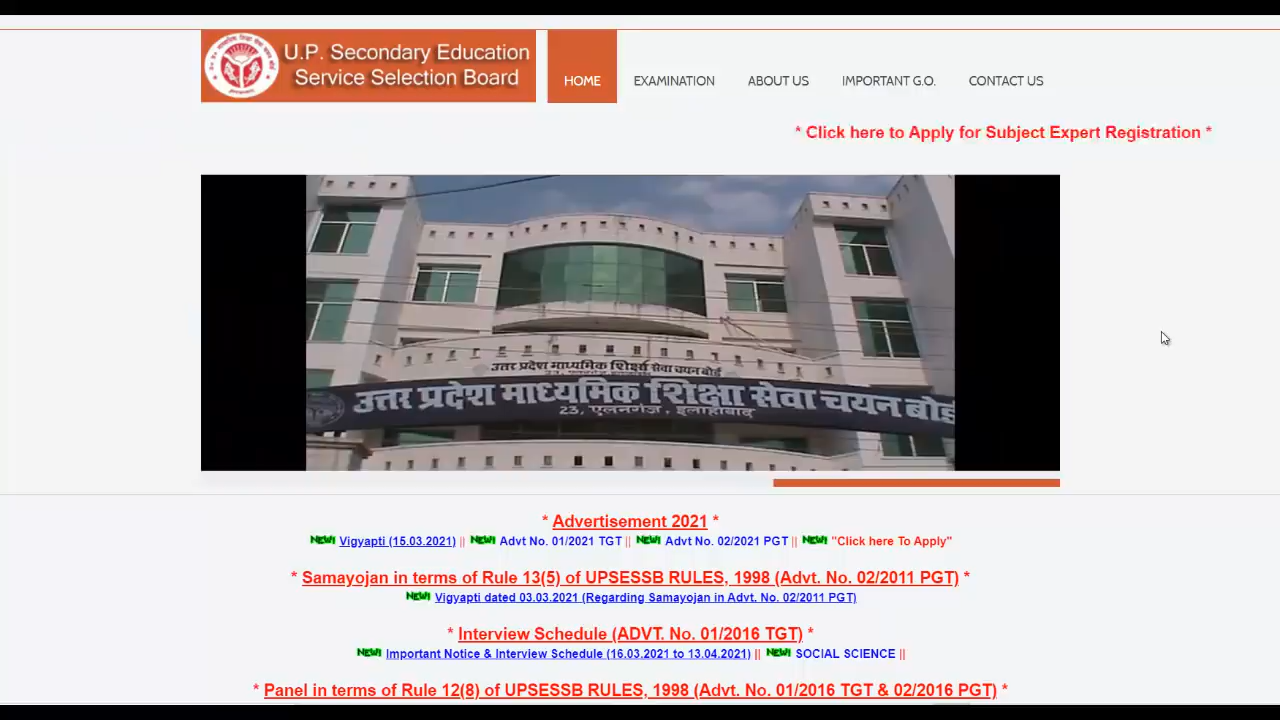 U.P. Secondary Education
Service Selection Board
HOME EXAMINATION ABOUT US IMPORTANT G.O. CONTACT US
* Click here to Apply for Subject Expert Registration *
उत्तर प्रदेश माध्यमिक शिक्षा सेवा चयन बोर्ड
उत्तर प्रदेश माध्यमिक शिक्षा सेवा चयन बोर्ड
23, एलनगंज, इलाहाबाद
* Advertisement 2021 *
NEW! Vigyapti (15.03.2021) || NEW! Advt No. 01/2021 TGT || NEW! Advt No. 02/2021 PGT || NEW! "Click here To Apply"
* Samayojan in terms of Rule 13(5) of UPSESSB RULES, 1998 (Advt. No. 02/2011 PGT) *
NEW! Vigyapti dated 03.03.2021 (Regarding Samayojan in Advt. No. 02/2011 PGT)
* Interview Schedule (ADVT. No. 01/2016 TGT) *
NEW! Important Notice & Interview Schedule (16.03.2021 to 13.04.2021) || NEW! SOCIAL SCIENCE ||
* Panel in terms of Rule 12(8) of UPSESSB RULES, 1998 (Advt. No. 01/2016 TGT & 02/2016 PGT) *